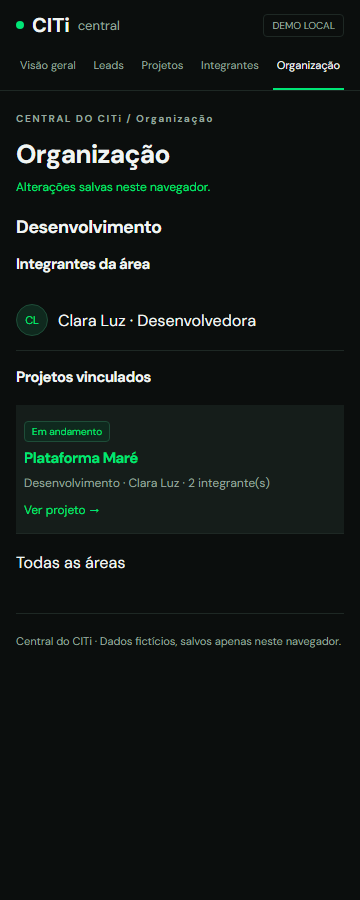 CITi central
DEMO LOCAL
Visão geral Leads Projetos Integrantes Organização
CENTRAL DO CITi / Organização
Organização
Alterações salvas neste navegador.
Desenvolvimento
Integrantes da área
CL Clara Luz · Desenvolvedora
Projetos vinculados
Em andamento
Plataforma Maré
Desenvolvimento · Clara Luz · 2 integrante(s)
Ver projeto →
Todas as áreas
Central do CITi · Dados fictícios, salvos apenas neste navegador.